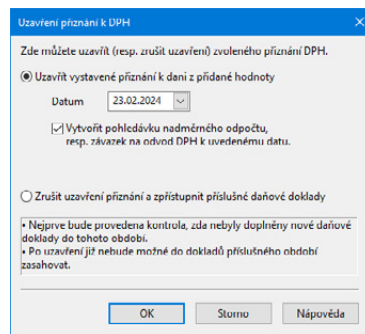 Uzavření přiznání k DPH
Zde můžete uzavřít (resp. zrušit uzavření) zvoleného přiznání DPH.
Uzavřít vystavené přiznání k dani z přidané hodnoty
Datum 23.02.2024
Vytvořit pohledávku nadměrného odpočtu,
resp. závazek na odvod DPH k uvedenému datu.
Zrušit uzavření přiznání a zpřístupnit příslušné daňové doklady
• Nejprve bude provedena kontrola, zda nebyly doplněny nové daňové
doklady do tohoto období.
• Po uzavření již nebude možné do dokladů příslušného období
zasahovat.
OK Storno Nápověda